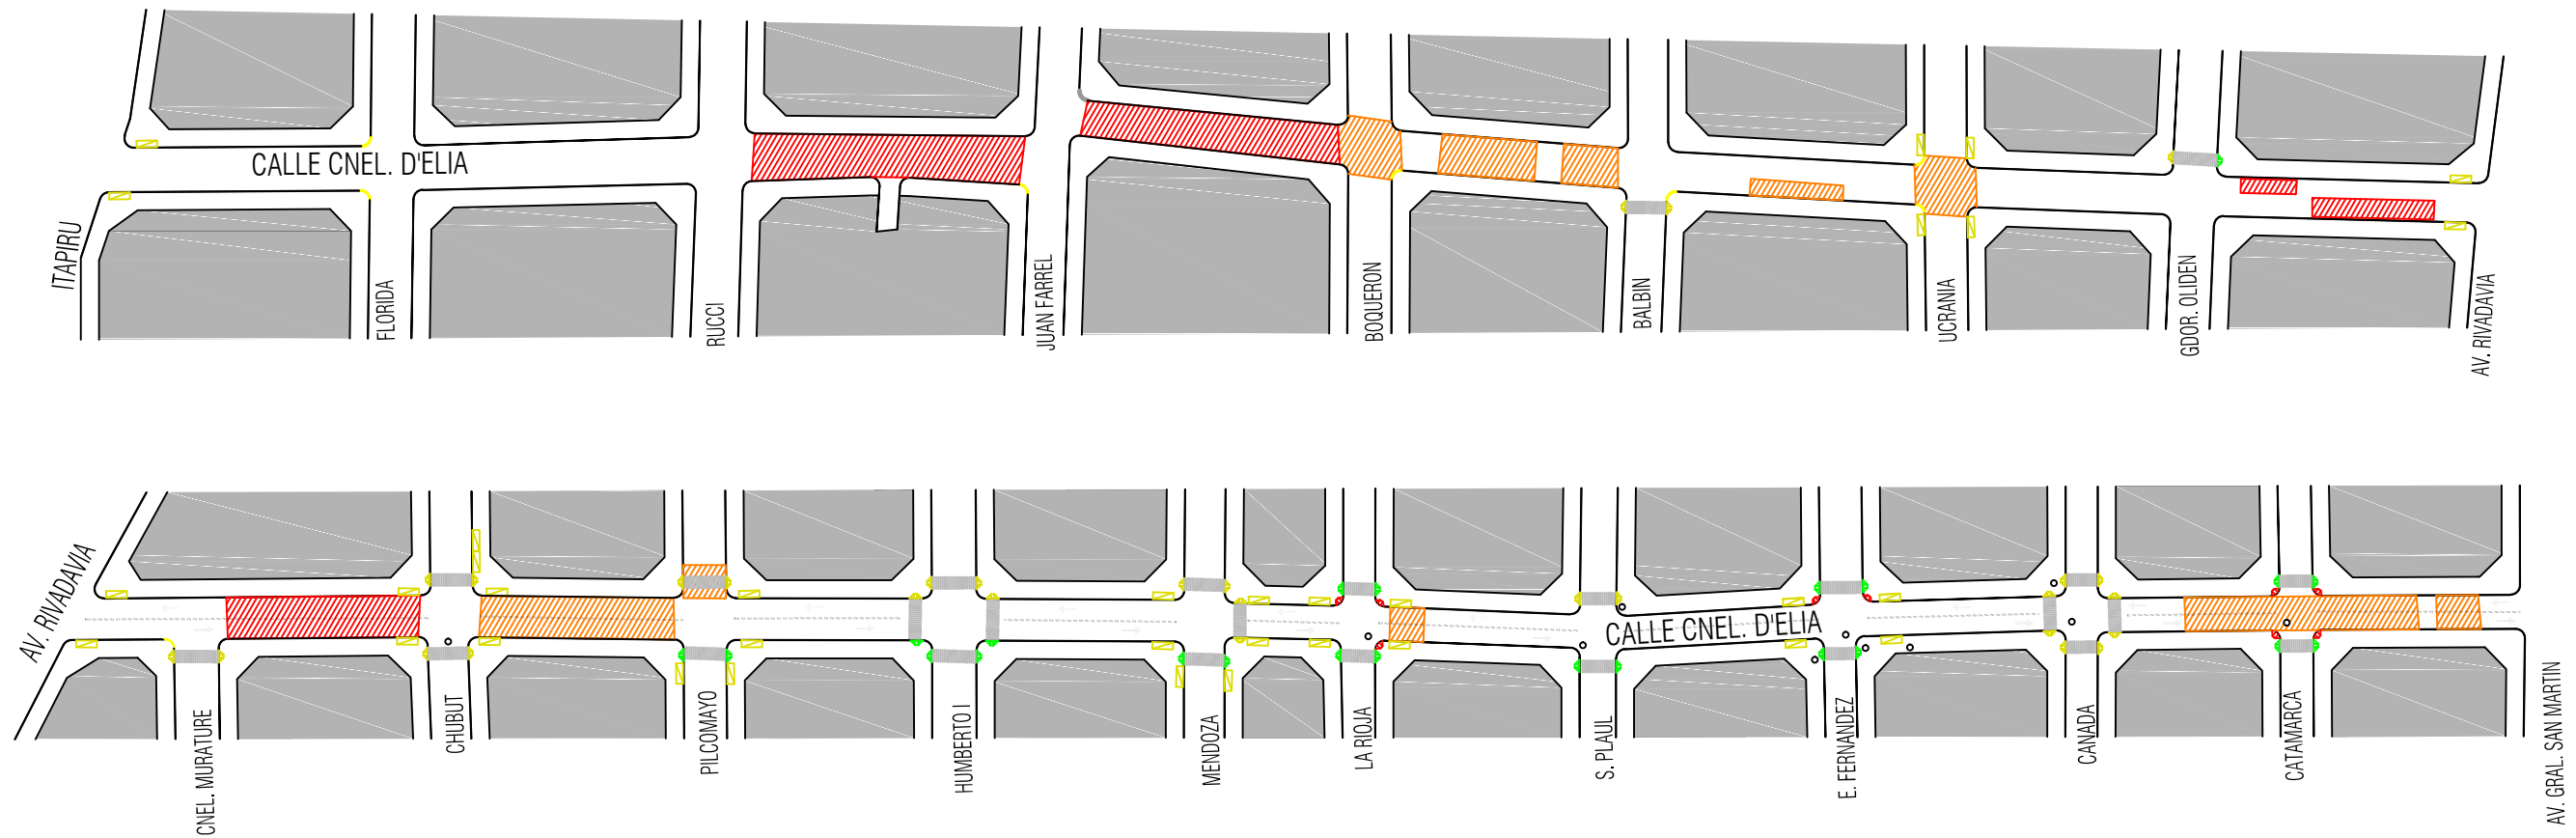 CALLE CNEL. D'ELIA
ITAPIRU
FLORIDA
RUCCI
JUAN FARREL
BOQUERON
BALBIN
UCRANIA
GDOR. OLIDEN
AV. RIVADAVIA
AV. RIVADAVIA
CALLE CNEL. D'ELIA
CNEL. MURATURE
CHUBUT
PILCOMAYO
HUMBERTO I
MENDOZA
LA RIOJA
S. PLAUL
E. FERNANDEZ
CANADA
CATAMARCA
AV. GRAL. SAN MARTIN